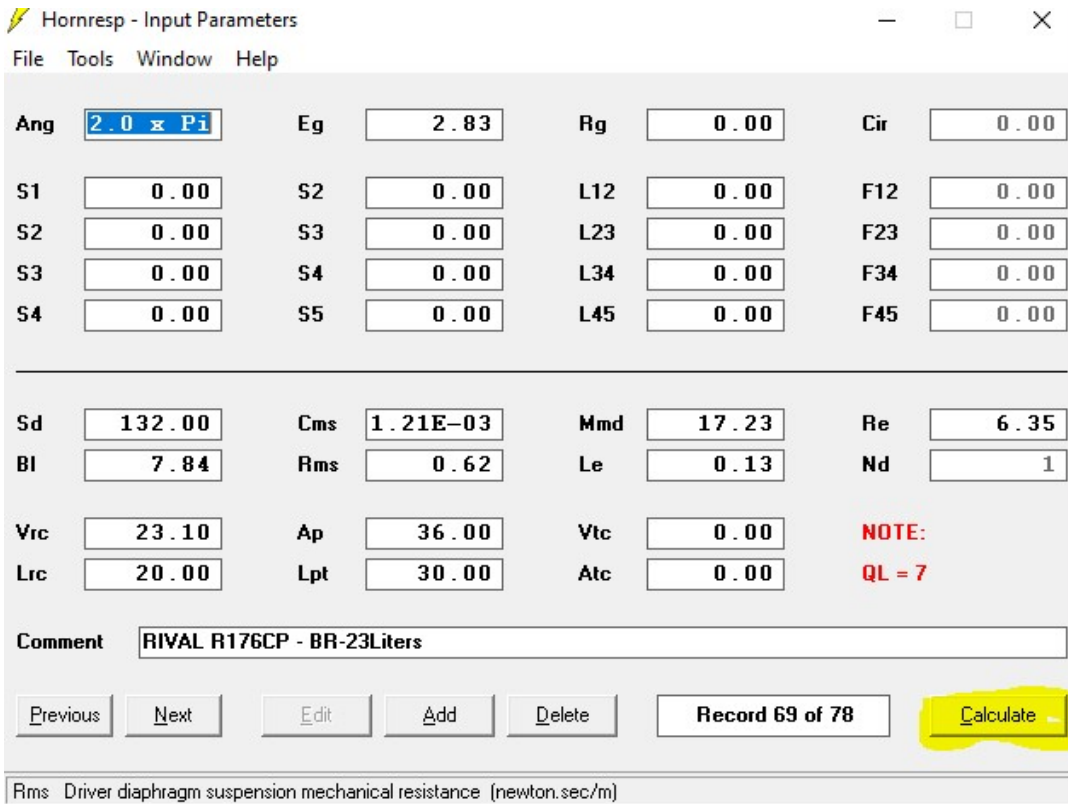 Hornresp - Input Parameters
File Tools Window Help
Ang 2.0 x Pi Eg 2.83 Rg 0.00 Cir 0.00
S1 0.00 S2 0.00 L12 0.00 F12 0.00
S2 0.00 S3 0.00 L23 0.00 F23 0.00
S3 0.00 S4 0.00 L34 0.00 F34 0.00
S4 0.00 S5 0.00 L45 0.00 F45 0.00
Sd 132.00 Cms 1.21E-03 Mmd 17.23 Re 6.35
Bl 7.84 Rms 0.62 Le 0.13 Nd 1
Vrc 23.10 Ap 36.00 Vtc 0.00 NOTE:
Lrc 20.00 Lpt 30.00 Atc 0.00 QL = 7
Comment RIVAL R176CP - BR-23Liters
Previous Next Edit Add Delete Record 69 of 78 Calculate
Rms Driver diaphragm suspension mechanical resistance (newton.sec/m)